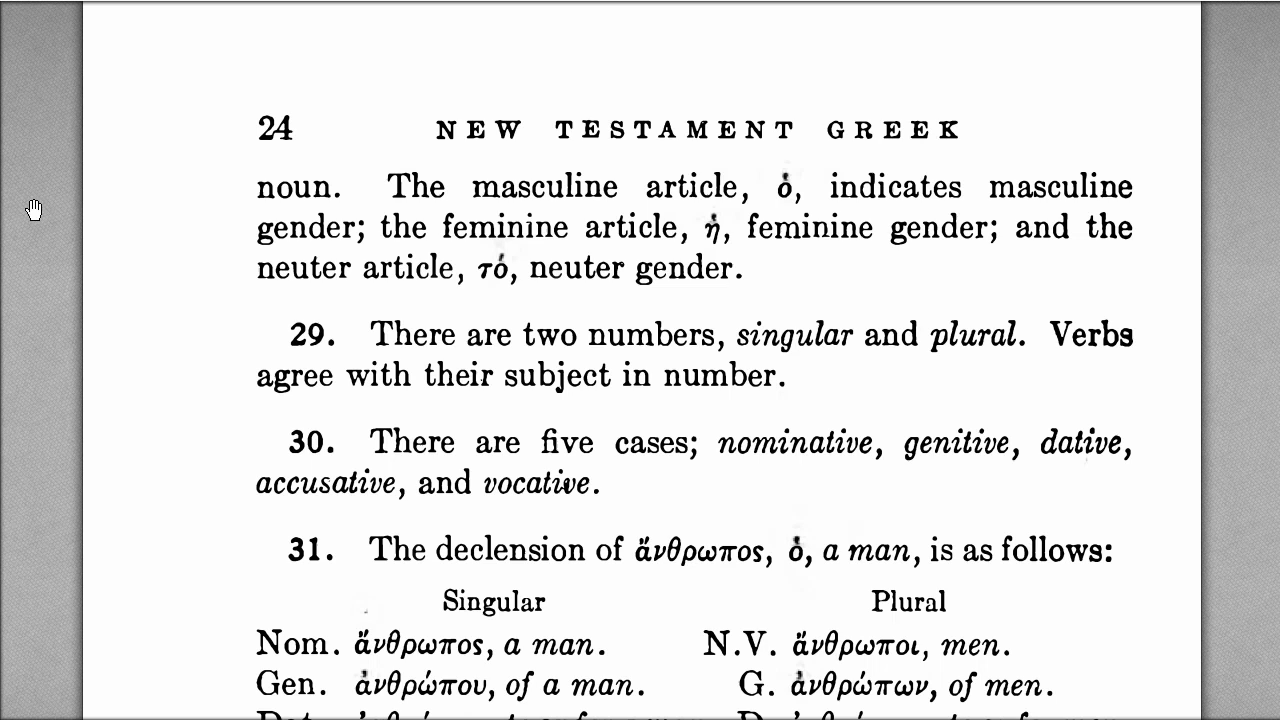 24 NEW TESTAMENT GREEK
noun. The masculine article, ὁ, indicates masculine
gender; the feminine article, ἡ, feminine gender; and the
neuter article, τό, neuter gender.
29. There are two numbers, singular and plural. Verbs
agree with their subject in number.
30. There are five cases; nominative, genitive, dative,
accusative, and vocative.
31. The declension of ἄνθρωπος, ὁ, a man, is as follows:
Singular Plural
Nom. ἄνθρωπος, a man. N.V. ἄνθρωποι, men.
Gen. ἀνθρώπου, of a man. G. ἀνθρώπων, of men.